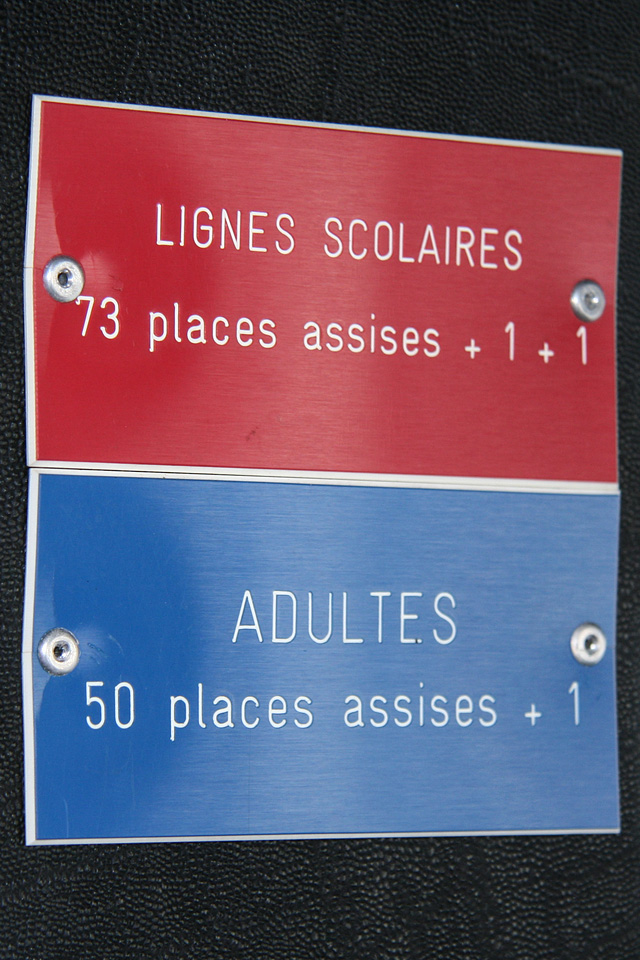 LIGNES SCOLAIRES
73 places assises + 1 + 1
ADULTES
50 places assises + 1